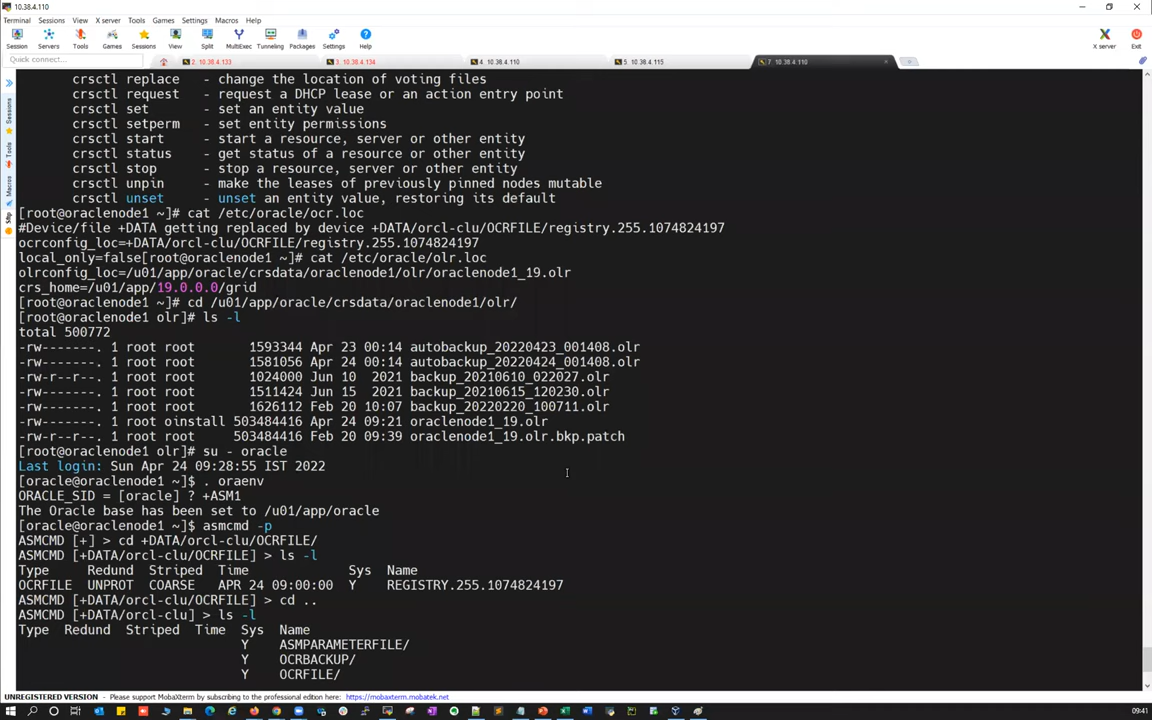 10.38.4.110
Terminal Sessions View X server Tools Games Settings Macros Help
Session Servers Tools Games Sessions View Split MultiExec Tunneling Packages Settings Help X server Exit
Quick connect... 2. 10.38.4.133 3. 10.38.4.134 4. 10.38.4.110 5. 10.38.4.115 7. 10.38.4.110
Sessions
Tools
Macros
Sftp
crsctl replace - change the location of voting files
crsctl request - request a DHCP lease or an action entry point
crsctl set - set an entity value
crsctl setperm - set entity permissions
crsctl start - start a resource, server or other entity
crsctl status - get status of a resource or other entity
crsctl stop - stop a resource, server or other entity
crsctl unpin - make the leases of previously pinned nodes mutable
crsctl unset - unset an entity value, restoring its default
[root@oraclenode1 ~]# cat /etc/oracle/ocr.loc
#Device/file +DATA getting replaced by device +DATA/orcl-clu/OCRFILE/registry.255.1074824197
ocrconfig_loc=+DATA/orcl-clu/OCRFILE/registry.255.1074824197
local_only=false[root@oraclenode1 ~]# cat /etc/oracle/olr.loc
olrconfig_loc=/u01/app/oracle/crsdata/oraclenode1/olr/oraclenode1_19.olr
crs_home=/u01/app/19.0.0.0/grid
[root@oraclenode1 ~]# cd /u01/app/oracle/crsdata/oraclenode1/olr/
[root@oraclenode1 olr]# ls -l
total 500772
-rw-------. 1 root root 1593344 Apr 23 00:14 autobackup_20220423_001408.olr
-rw-------. 1 root root 1581056 Apr 24 00:14 autobackup_20220424_001408.olr
-rw-r--r--. 1 root root 1024000 Jun 10 2021 backup_20210610_022027.olr
-rw-------. 1 root root 1511424 Jun 15 2021 backup_20210615_120230.olr
-rw-------. 1 root root 1626112 Feb 20 10:07 backup_20220220_100711.olr
-rw-------. 1 root oinstall 503484416 Apr 24 09:21 oraclenode1_19.olr
-rw-r--r--. 1 root root 503484416 Feb 20 09:39 oraclenode1_19.olr.bkp.patch
[root@oraclenode1 olr]# su - oracle
Last login: Sun Apr 24 09:28:55 IST 2022
[oracle@oraclenode1 ~]$ . oraenv
ORACLE_SID = [oracle] ? +ASM1
The Oracle base has been set to /u01/app/oracle
[oracle@oraclenode1 ~]$ asmcmd -p
ASMCMD [+] > cd +DATA/orcl-clu/OCRFILE/
ASMCMD [+DATA/orcl-clu/OCRFILE] > ls -l
Type Redund Striped Time Sys Name
OCRFILE UNPROT COARSE APR 24 09:00:00 Y REGISTRY.255.1074824197
ASMCMD [+DATA/orcl-clu/OCRFILE] > cd ..
ASMCMD [+DATA/orcl-clu] > ls -l
Type Redund Striped Time Sys Name
Y ASMPARAMETERFILE/
Y OCRBACKUP/
Y OCRFILE/
UNREGISTERED VERSION - Please support MobaXterm by subscribing to the professional edition here: https://mobaxterm.mobatek.net
09:41